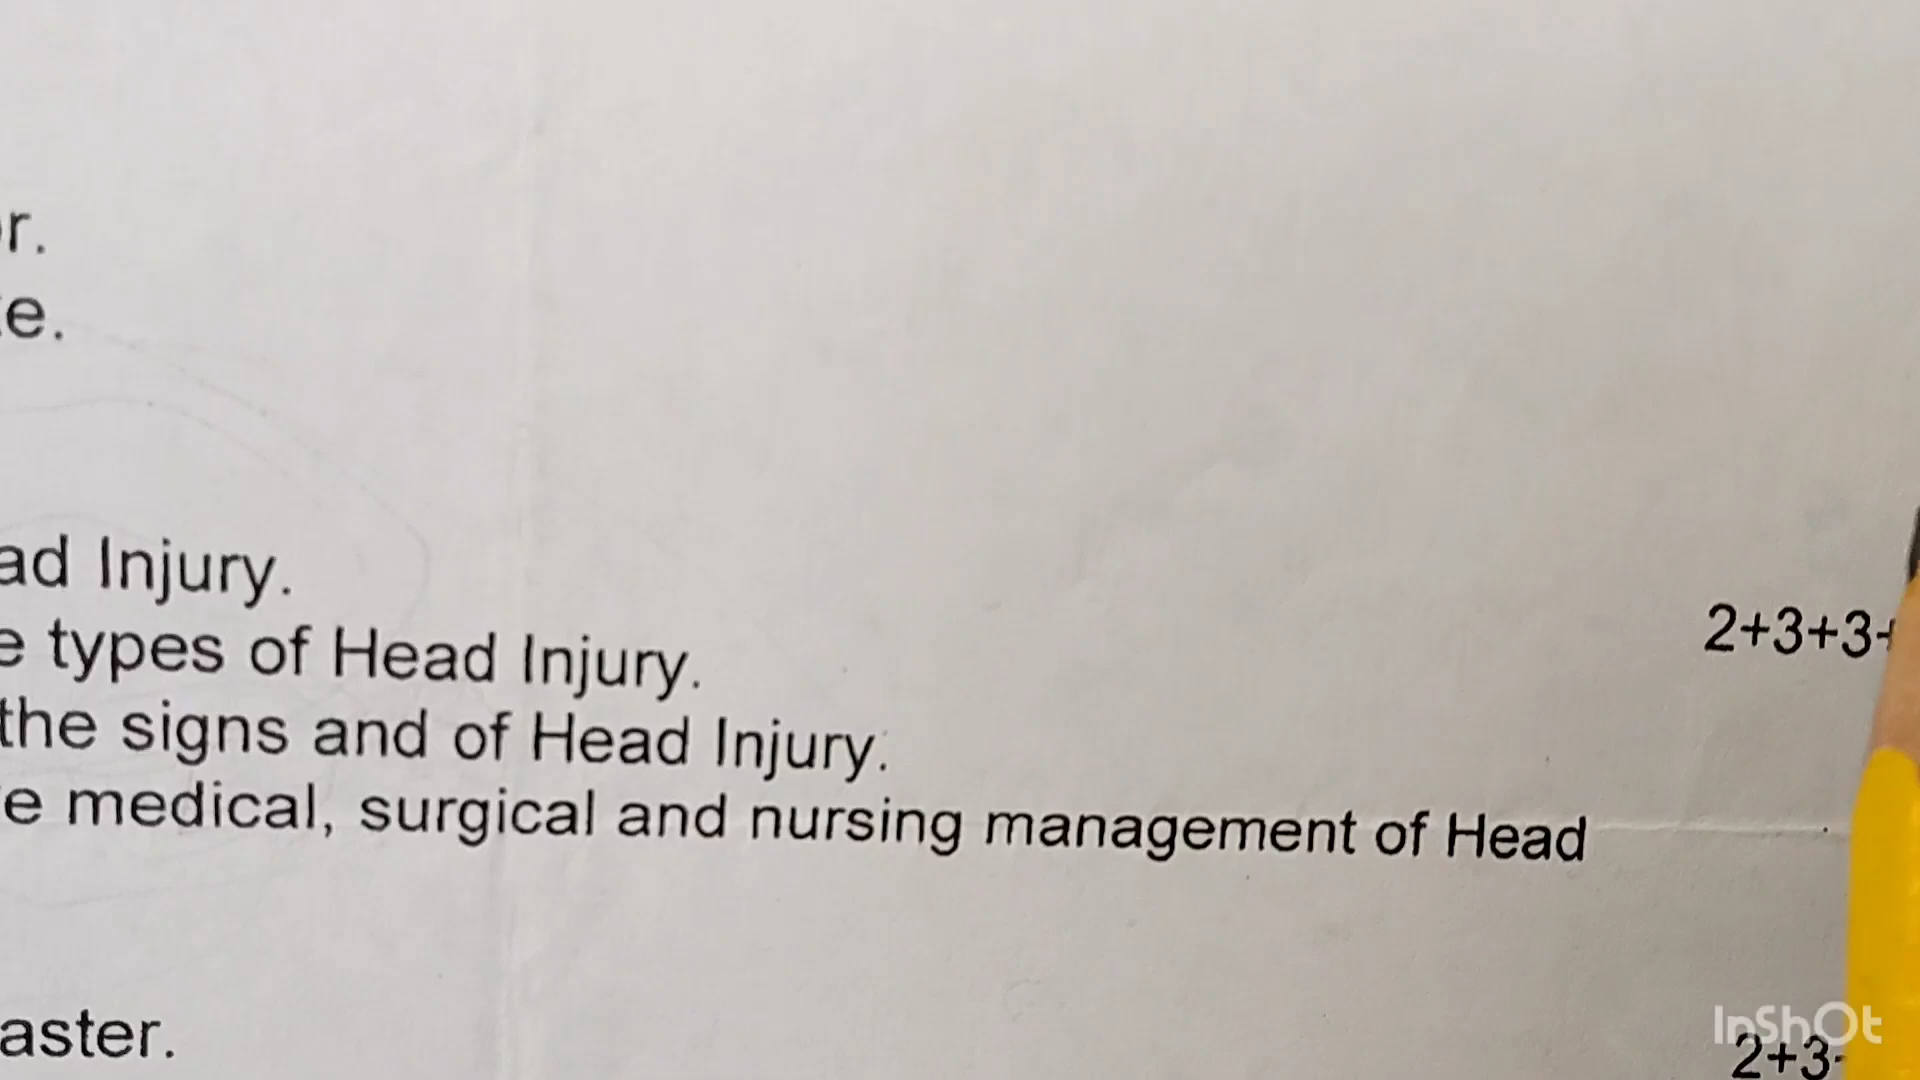 r.
e.
ad Injury.
e types of Head Injury.
2+3+3+
the signs and of Head Injury.
e medical, surgical and nursing management of Head
aster.
2+3
InShOt